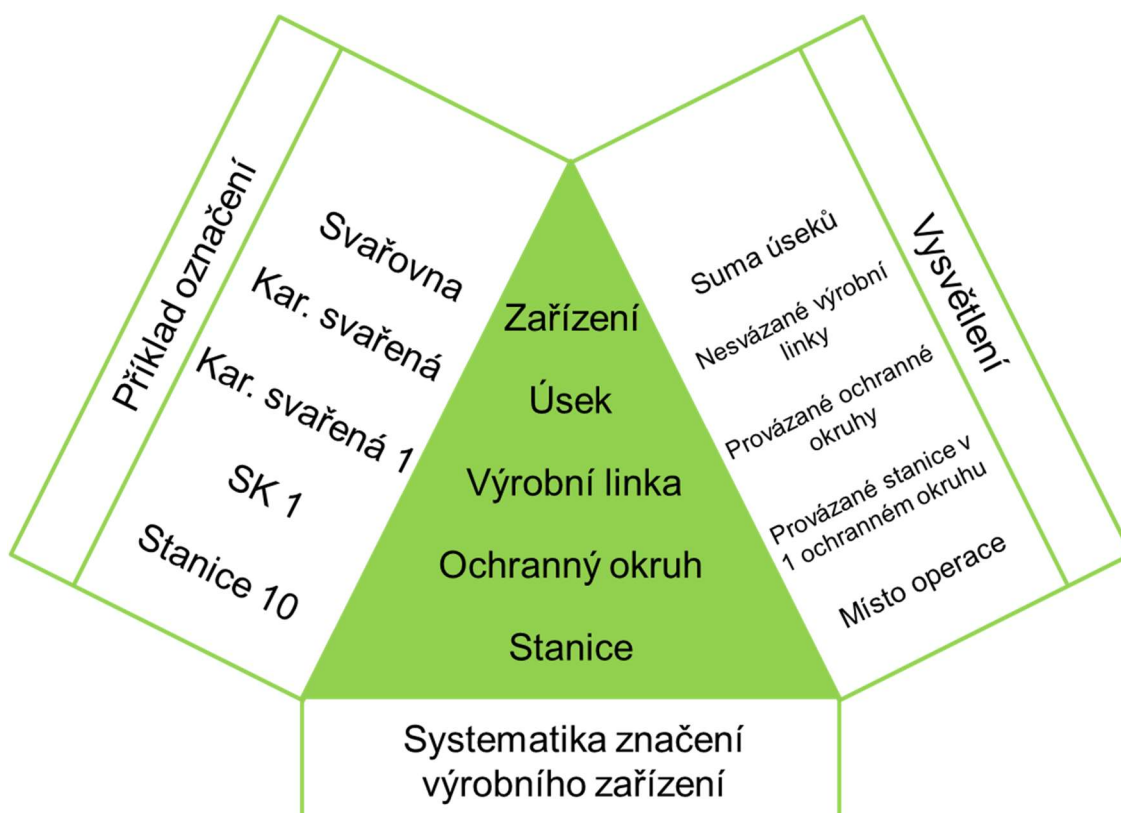 Příklad označení
Svařovna
Kar. svařená
Kar. svařená 1
SK 1
Stanice 10
Zařízení
Úsek
Výrobní linka
Ochranný okruh
Stanice
Suma úseků
Nesvázané výrobní
linky
Provázané ochranné
okruhy
Provázané stanice v
1 ochranném okruhu
Místo operace
Vysvětlení
Systematika značení
výrobního zařízení